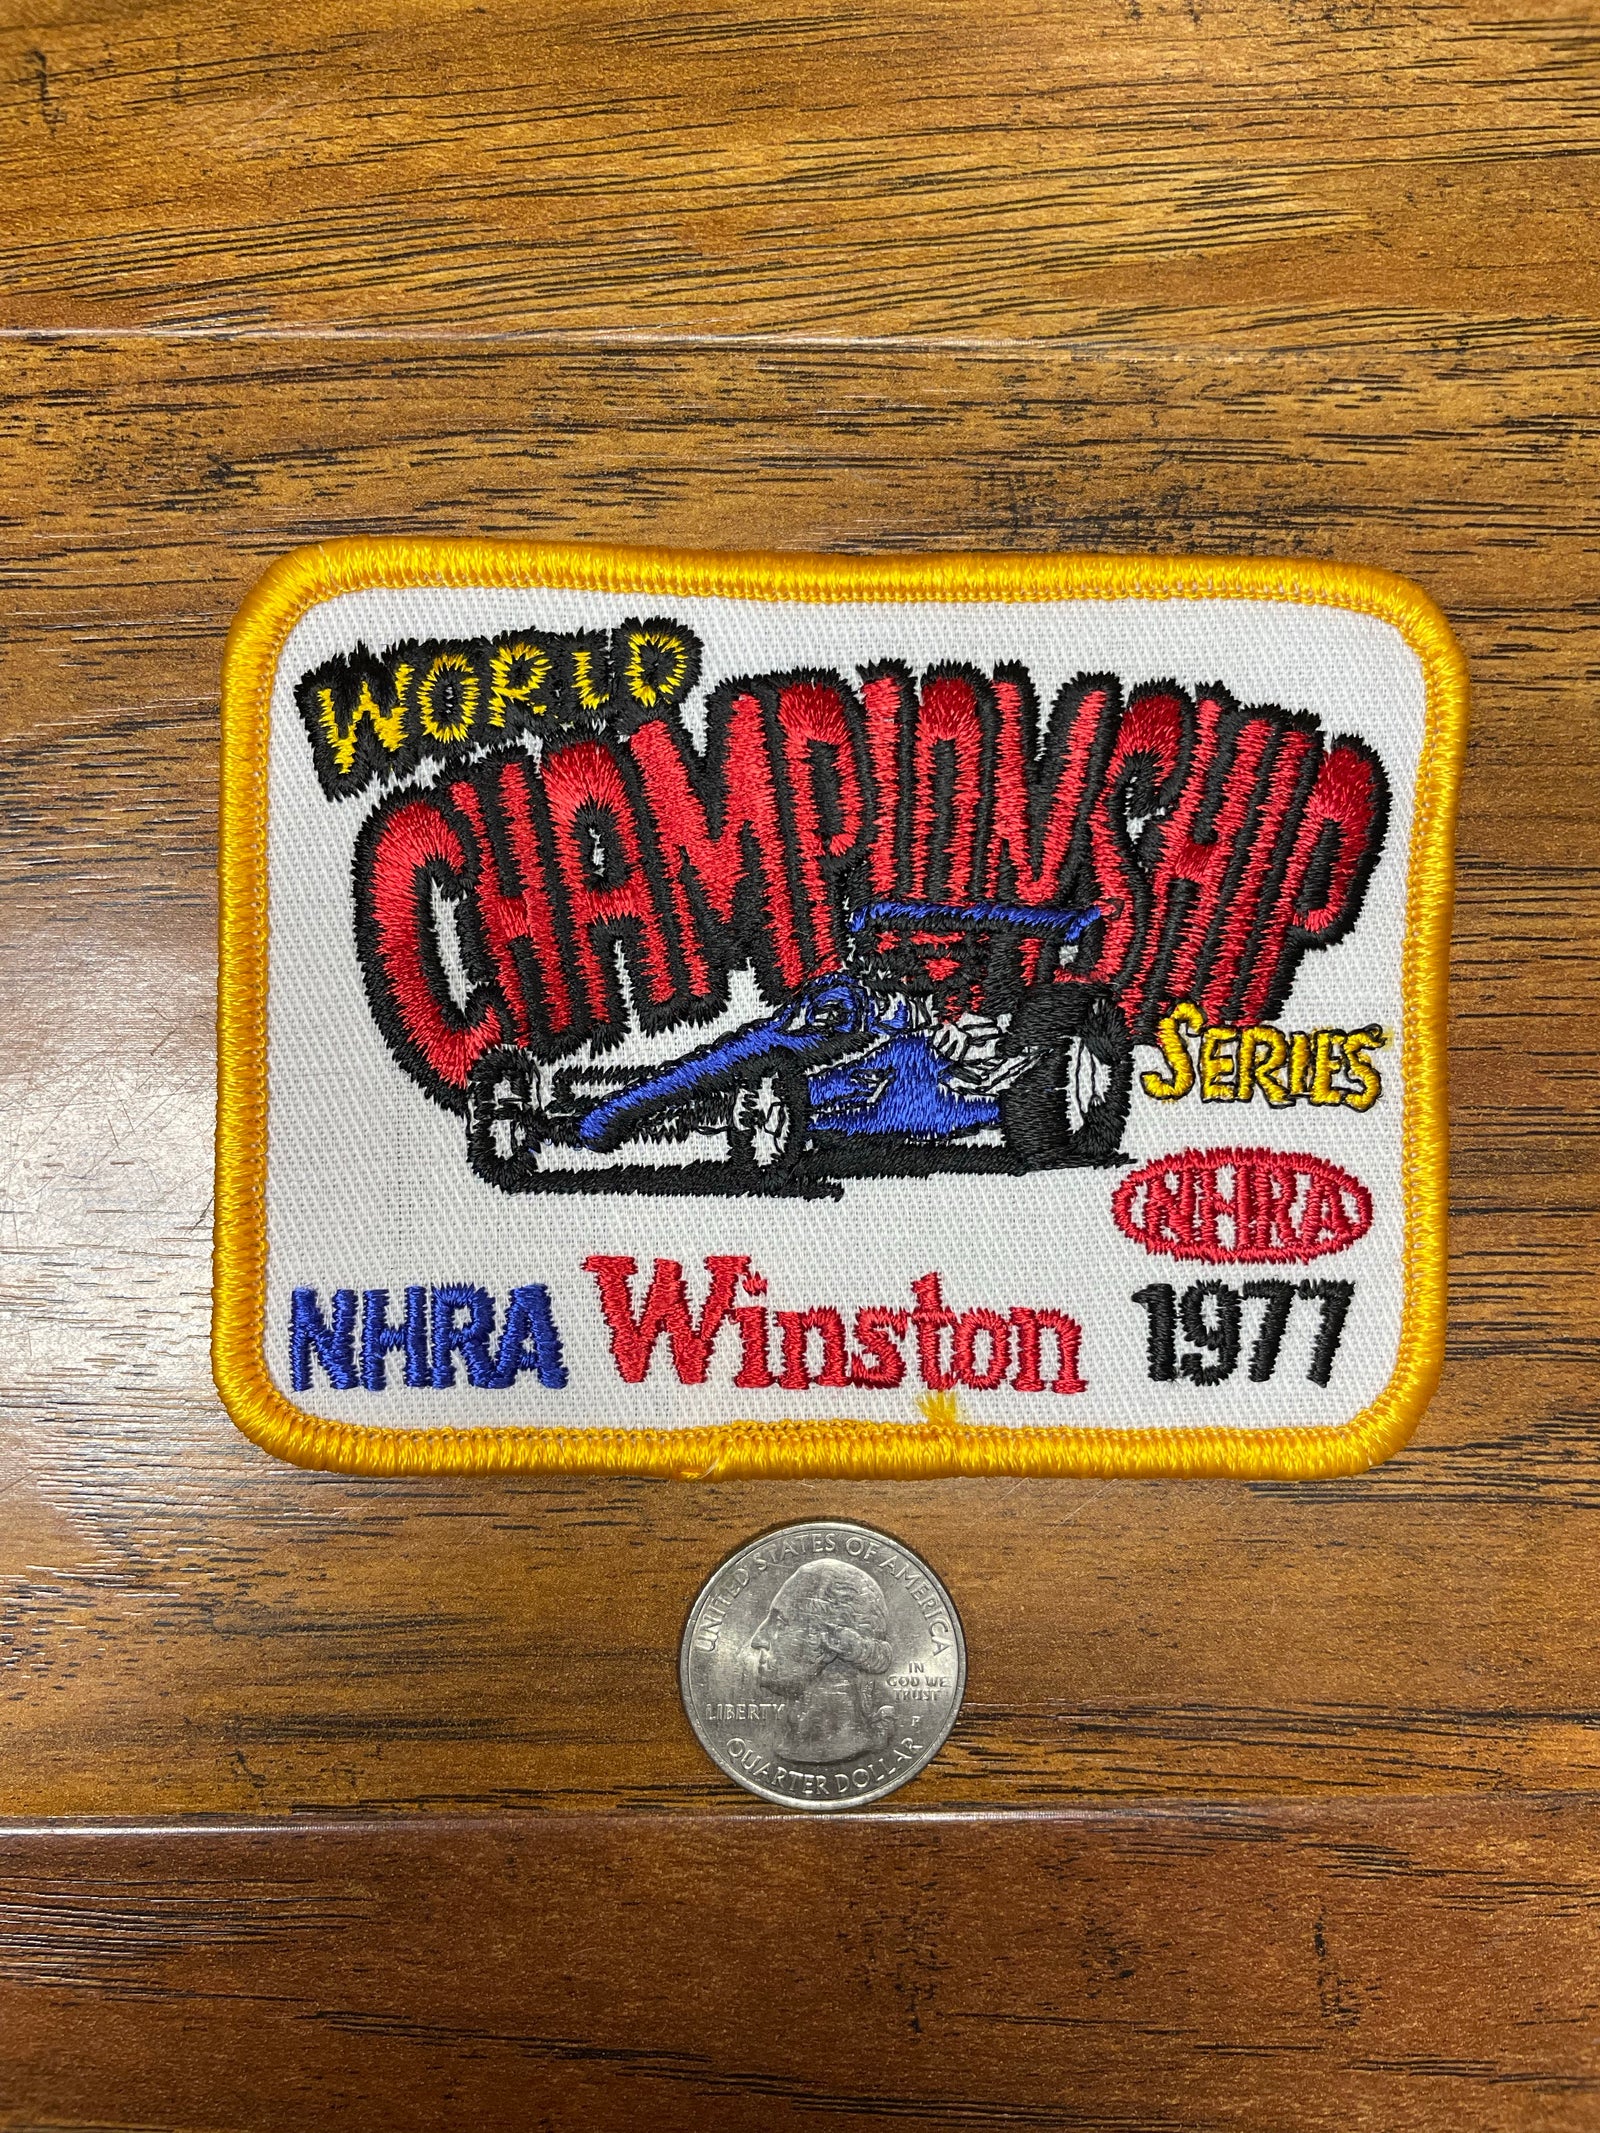 WORLD
CHAMPIONSHIP
SERIES
NHRA
NHRA Winston 1977
UNITED STATES OF AMERICA
IN
GOD WE
TRUST
LIBERTY
P
QUARTER DOLLAR